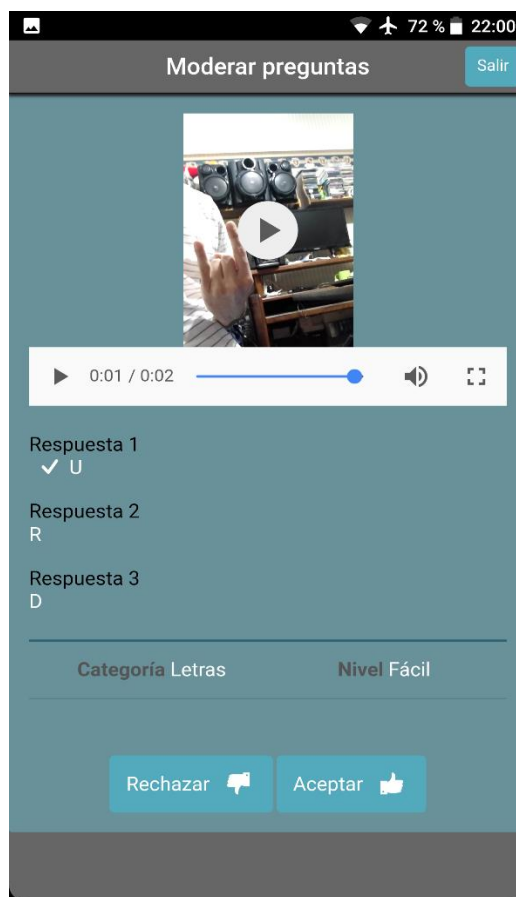 72 % 22:00
Moderar preguntas
Salir
0:01 / 0:02
Respuesta 1
U
Respuesta 2
R
Respuesta 3
D
Categoría Letras Nivel Fácil
Rechazar Aceptar